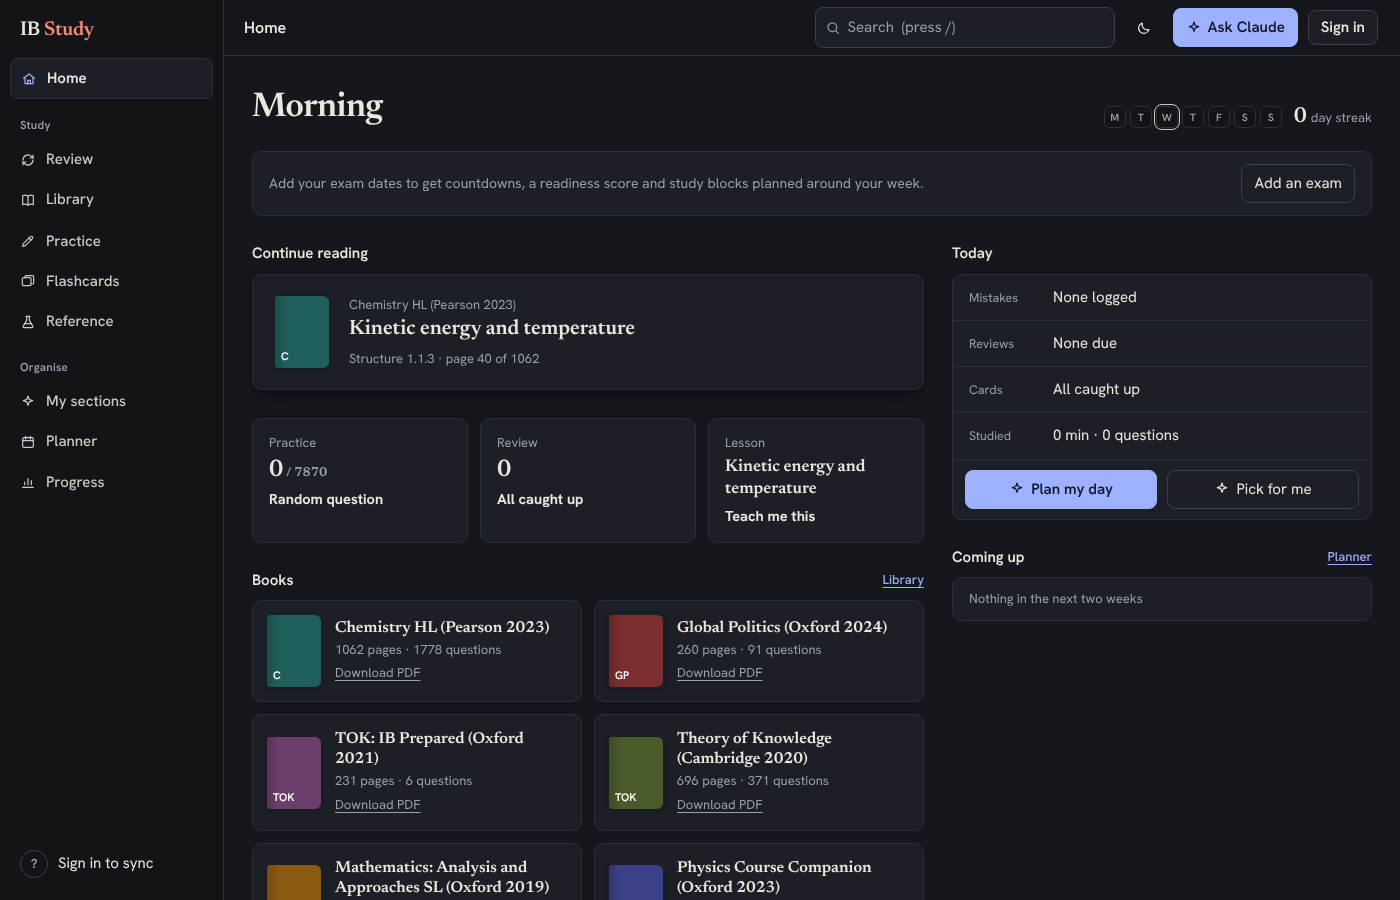 IB Study
Home
Study
Review
Library
Practice
Flashcards
Reference
Organise
My sections
Planner
Progress
? Sign in to sync
Home
Search (press /)
Ask Claude
Sign in
Morning
M T W T F S S 0 day streak
Add your exam dates to get countdowns, a readiness score and study blocks planned around your week.
Add an exam
Continue reading
C
Chemistry HL (Pearson 2023)
Kinetic energy and temperature
Structure 1.1.3 · page 40 of 1062
Practice
0 / 7870
Random question
Review
0
All caught up
Lesson
Kinetic energy and
temperature
Teach me this
Books
Library
C
Chemistry HL (Pearson 2023)
1062 pages · 1778 questions
Download PDF
GP
Global Politics (Oxford 2024)
260 pages · 91 questions
Download PDF
TOK
TOK: IB Prepared (Oxford
2021)
231 pages · 6 questions
Download PDF
TOK
Theory of Knowledge
(Cambridge 2020)
696 pages · 371 questions
Download PDF
Mathematics: Analysis and
Approaches SL (Oxford 2019)
Physics Course Companion
(Oxford 2023)
Today
Mistakes None logged
Reviews None due
Cards All caught up
Studied 0 min · 0 questions
Plan my day
Pick for me
Coming up
Planner
Nothing in the next two weeks